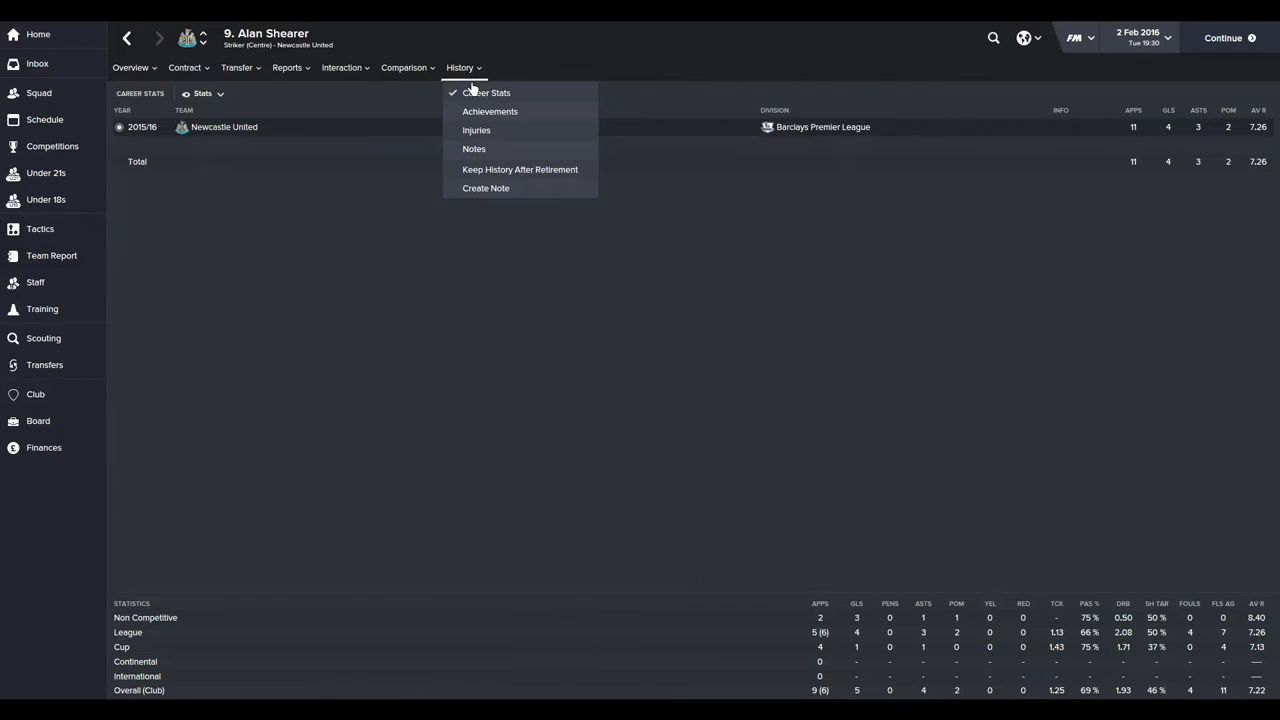 Home
Inbox
Squad
Schedule
Competitions
Under 21s
Under 18s
Tactics
Team Report
Staff
Training
Scouting
Transfers
Club
Board
Finances
9. Alan Shearer
Striker (Centre) - Newcastle United
FM
2 Feb 2016
Tue 19:30
Continue
Overview Contract Transfer Reports Interaction Comparison History
CAREER STATS Stats
Career Stats
Achievements
Injuries
Notes
Keep History After Retirement
Create Note
YEAR TEAM DIVISION INFO APPS GLS ASTS POM AV R
2015/16 Newcastle United Barclays Premier League 11 4 3 2 7.26
Total 11 4 3 2 7.26
STATISTICS APPS GLS PENS ASTS POM YEL RED TCK PAS % DRB SH TAR FOULS FLS AG AV R
Non Competitive 2 3 0 1 1 0 0 - 75 % 0.50 50 % 0 0 8.40
League 5 (6) 4 0 3 2 0 0 1.13 66 % 2.08 50 % 4 7 7.26
Cup 4 1 0 1 0 0 0 1.43 75 % 1.71 37 % 0 4 7.13
Continental 0 - - - - - - - - - - - - ---
International 0 - - - - - - - - - - - - ---
Overall (Club) 9 (6) 5 0 4 2 0 0 1.25 69 % 1.93 46 % 4 11 7.22